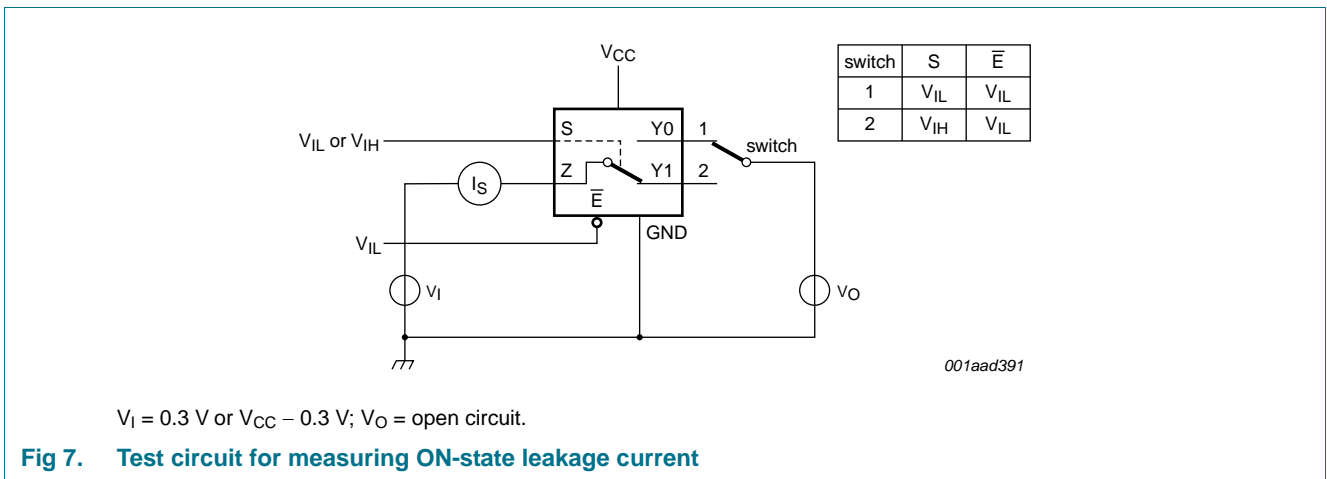 V_CC
switch S E̅
1 V_IL V_IL
2 V_IH V_IL
V_IL or V_IH
S Y0 1
switch
I_S
Z Y1 2
E̅
GND
V_IL
V_I
V_O
001aad391
V_I = 0.3 V or V_CC − 0.3 V; V_O = open circuit.
Fig 7. Test circuit for measuring ON-state leakage current